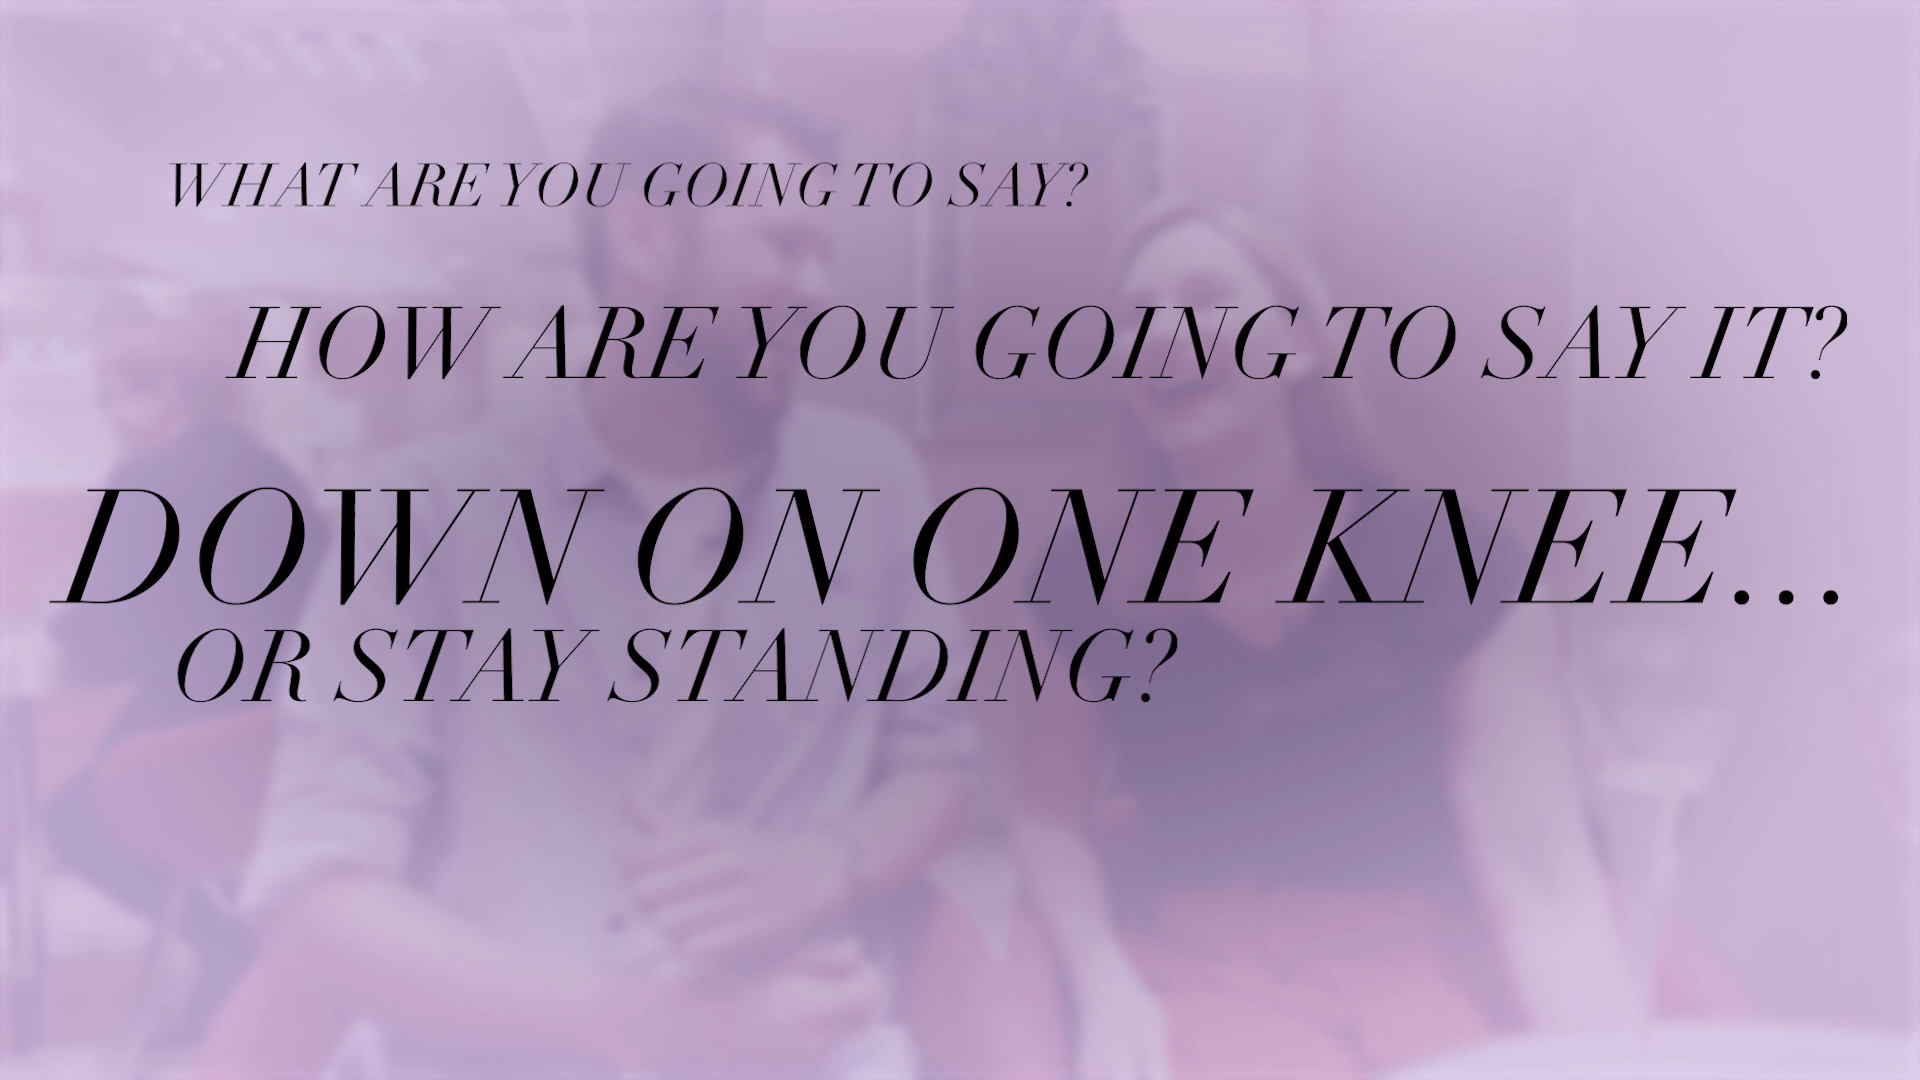 WHAT ARE YOU GOING TO SAY?
HOW ARE YOU GOING TO SAY IT?
DOWN ON ONE KNEE...
OR STAY STANDING?